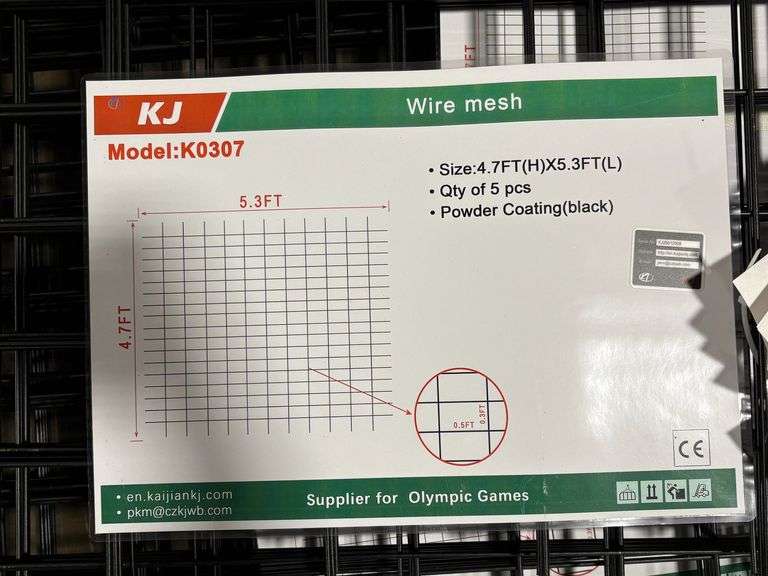 KJ
Wire mesh
Model:K0307
• Size:4.7FT(H)X5.3FT(L)
• Qty of 5 pcs
• Powder Coating(black)
5.3FT
4.7FT
0.5FT
0.3FT
CE
• en.kaijiankj.com
• pkm@czkjwb.com
Supplier for Olympic Games